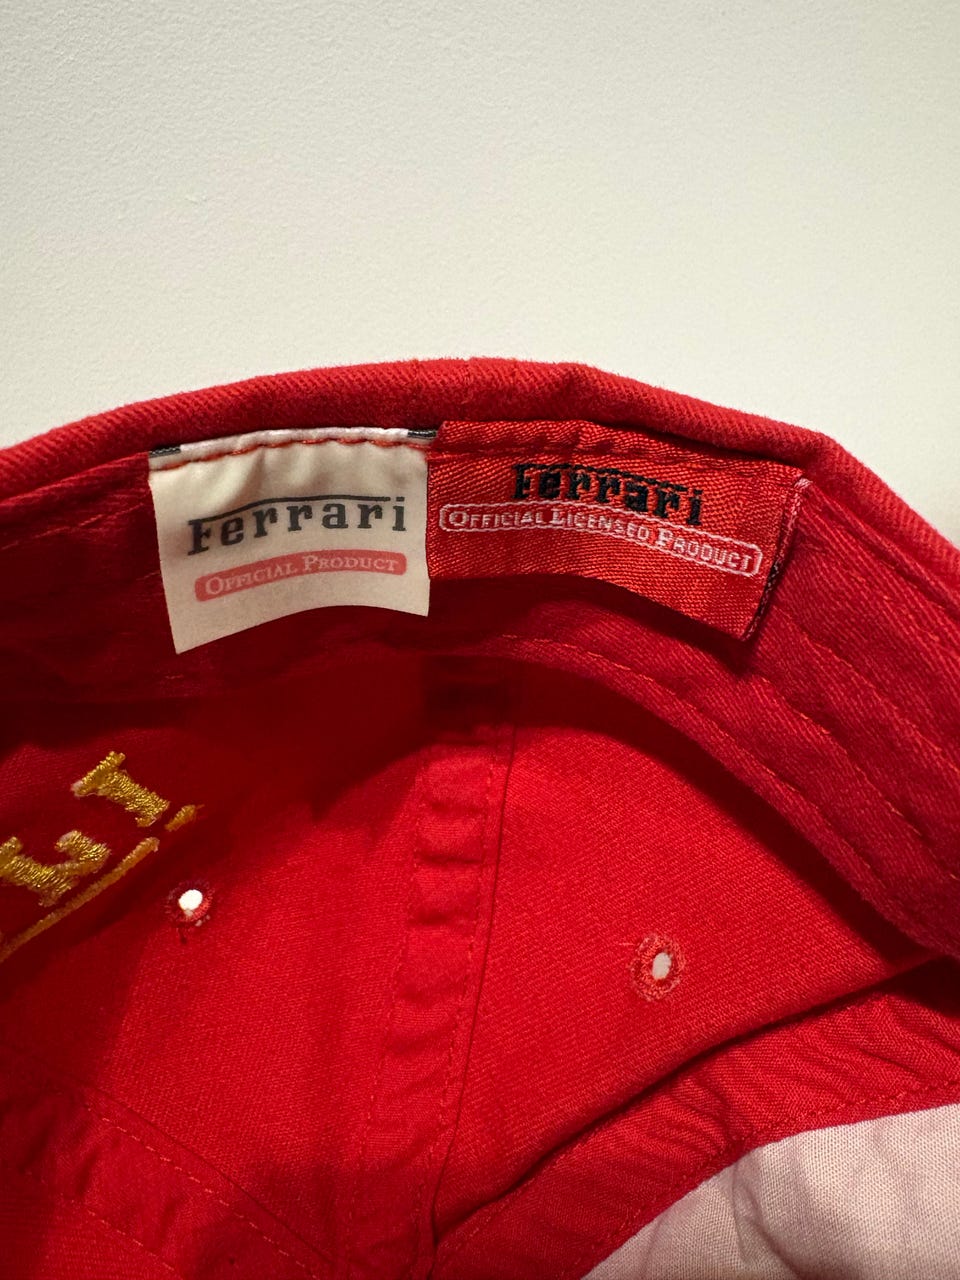 Ferrari
OFFICIAL PRODUCT
Ferrari
OFFICIAL LICENSED PRODUCT